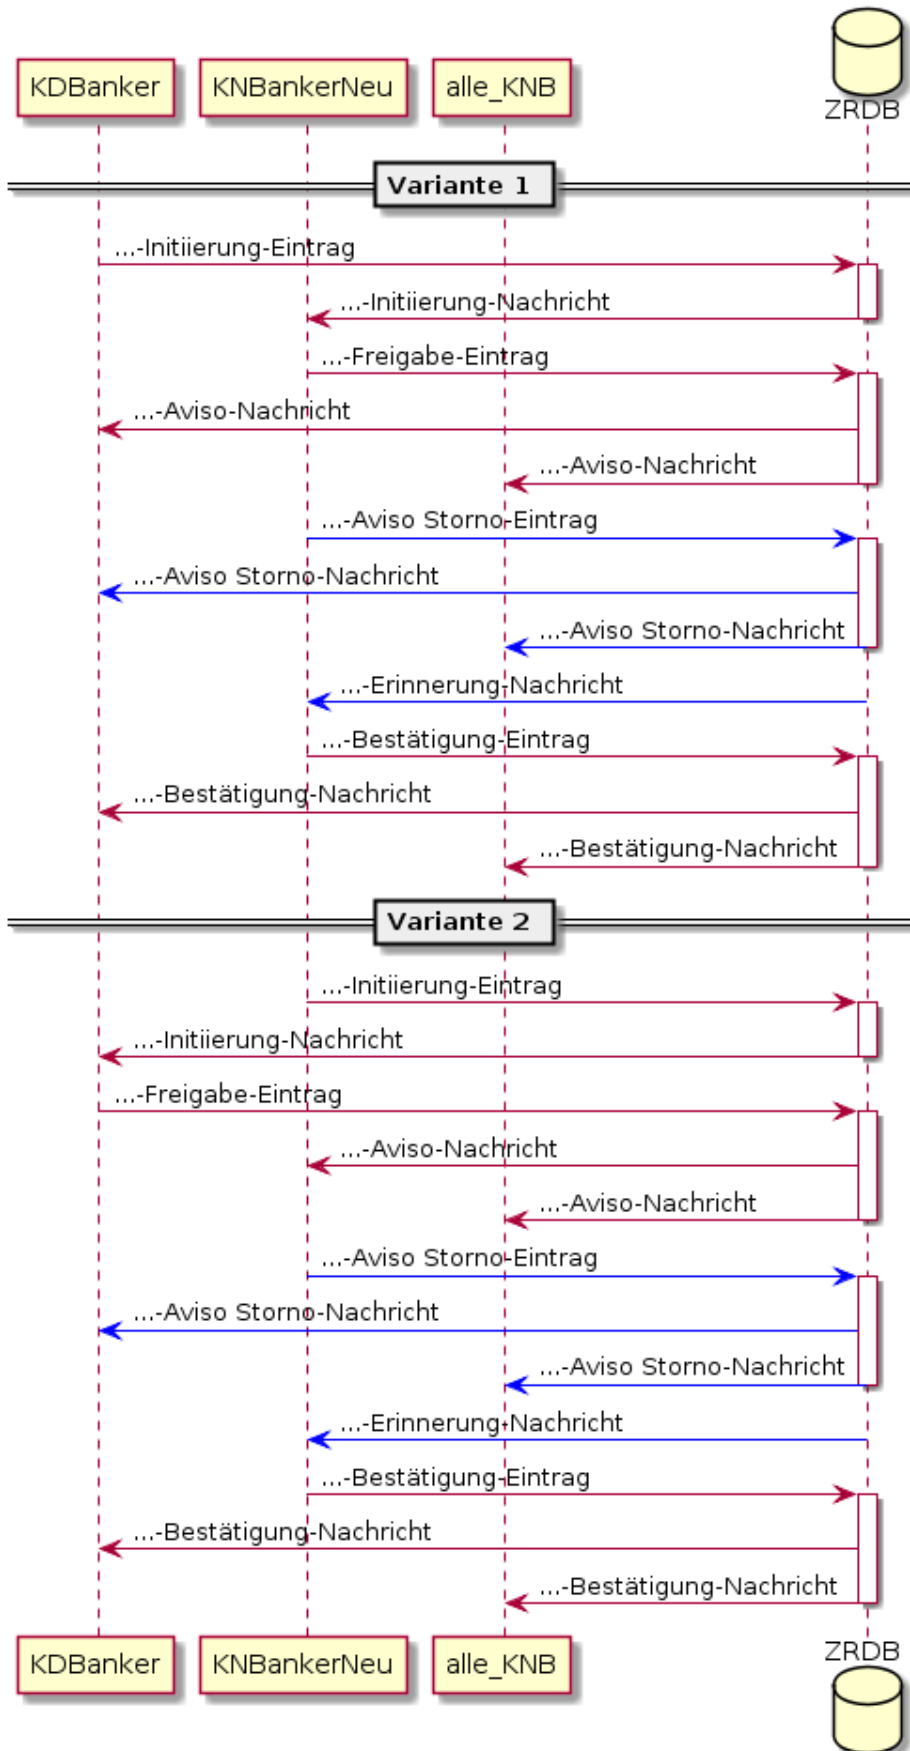 KDBanker
KNBankerNeu
alle_KNB
ZRDB
Variante 1
...-Initiierung-Eintrag
...-Initiierung-Nachricht
...-Freigabe-Eintrag
...-Aviso-Nachricht
...-Aviso-Nachricht
...-Aviso Storno-Eintrag
...-Aviso Storno-Nachricht
...-Aviso Storno-Nachricht
...-Erinnerung-Nachricht
...-Bestätigung-Eintrag
...-Bestätigung-Nachricht
...-Bestätigung-Nachricht
Variante 2
...-Initiierung-Eintrag
...-Initiierung-Nachricht
...-Freigabe-Eintrag
...-Aviso-Nachricht
...-Aviso-Nachricht
...-Aviso Storno-Eintrag
...-Aviso Storno-Nachricht
...-Aviso Storno-Nachricht
...-Erinnerung-Nachricht
...-Bestätigung-Eintrag
...-Bestätigung-Nachricht
...-Bestätigung-Nachricht
KDBanker
KNBankerNeu
alle_KNB
ZRDB